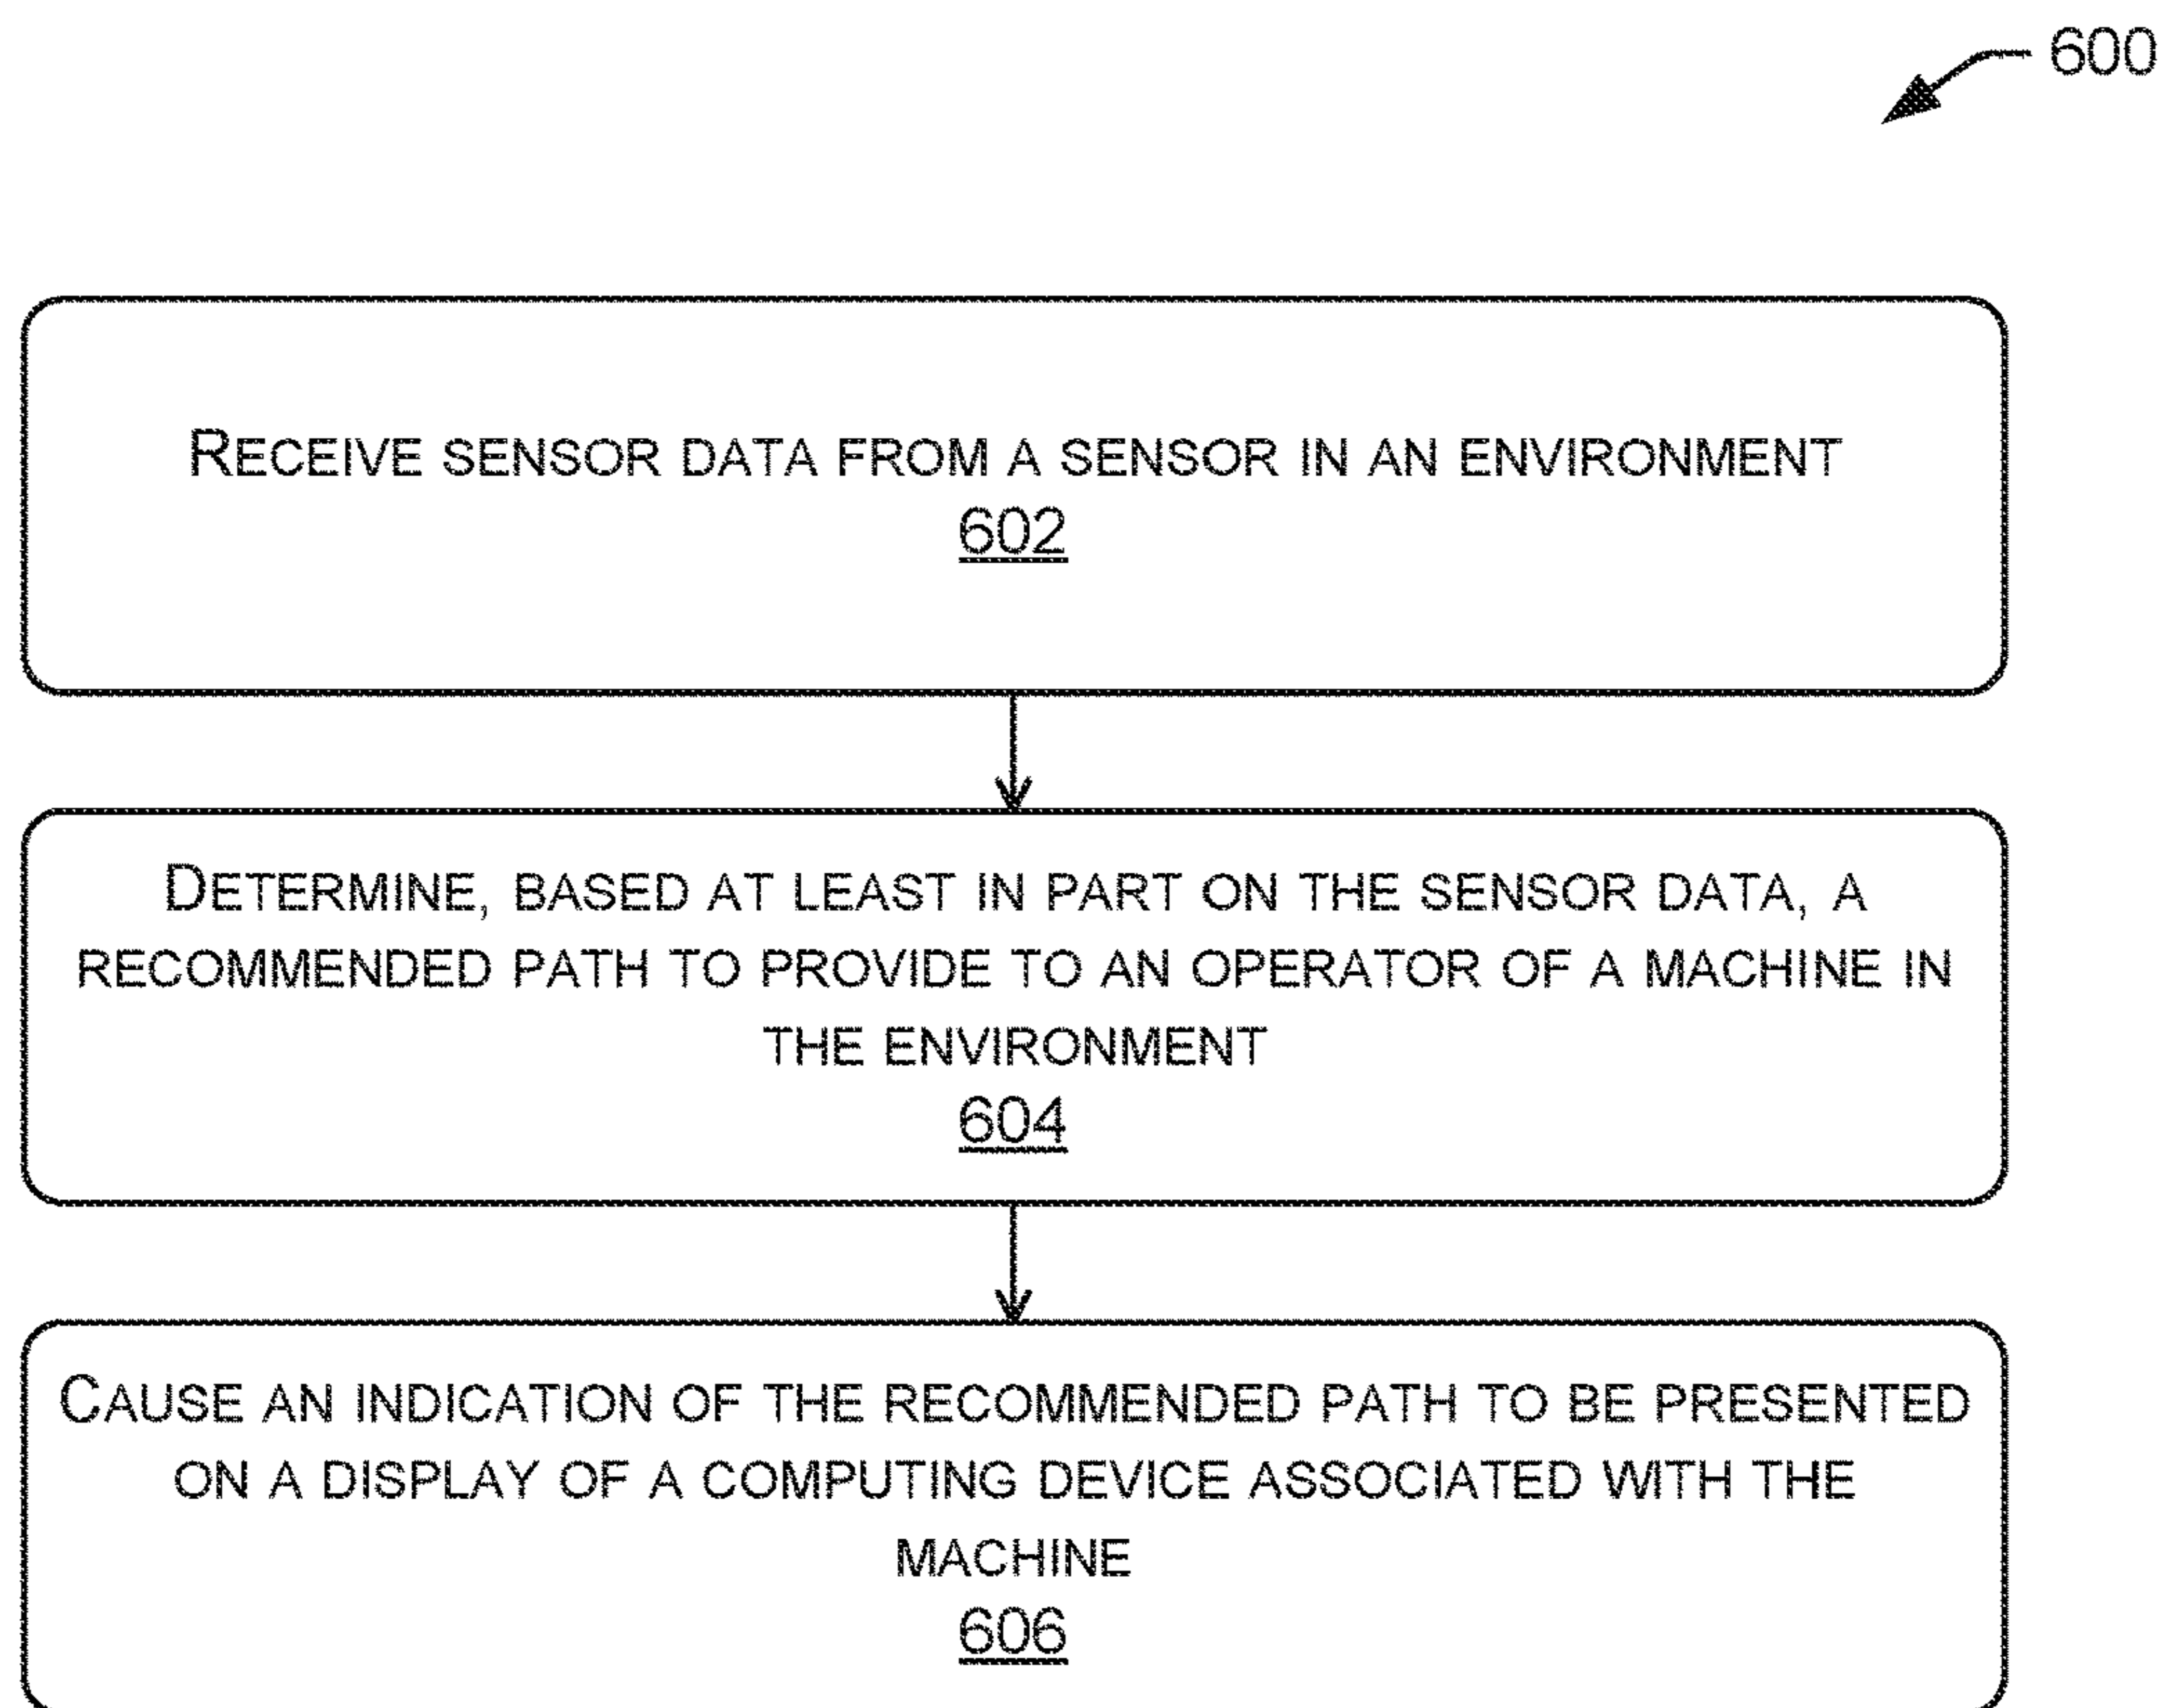 600
RECEIVE SENSOR DATA FROM A SENSOR IN AN ENVIRONMENT
602
DETERMINE, BASED AT LEAST IN PART ON THE SENSOR DATA, A
RECOMMENDED PATH TO PROVIDE TO AN OPERATOR OF A MACHINE IN
THE ENVIRONMENT
604
CAUSE AN INDICATION OF THE RECOMMENDED PATH TO BE PRESENTED
ON A DISPLAY OF A COMPUTING DEVICE ASSOCIATED WITH THE
MACHINE
606